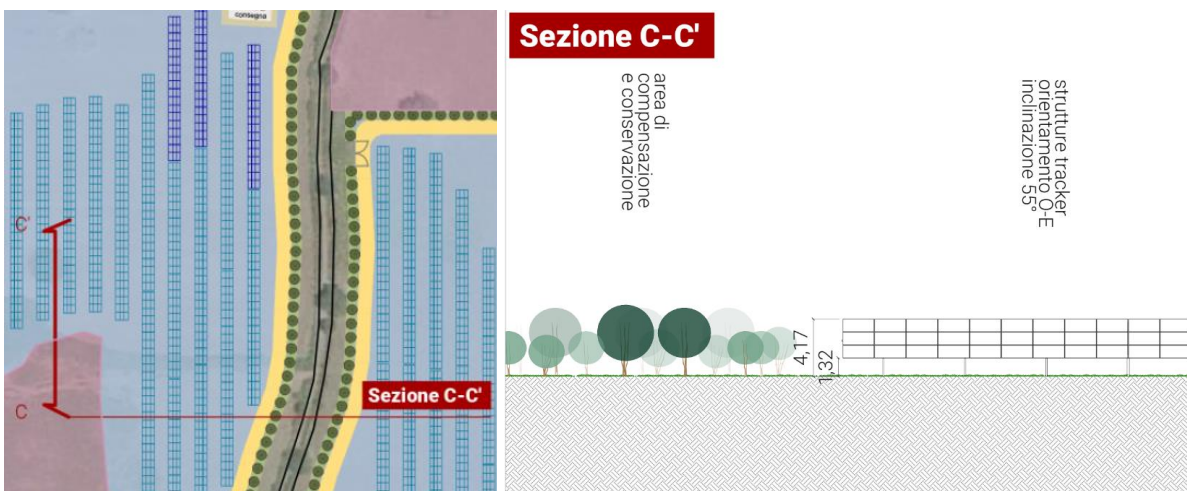 consegna
C'
C
Sezione C-C'
Sezione C-C'
area di
compensazione
e conservazione
strutture tracker
orientamento O-E
inclinazione 55°
4,17
1,32